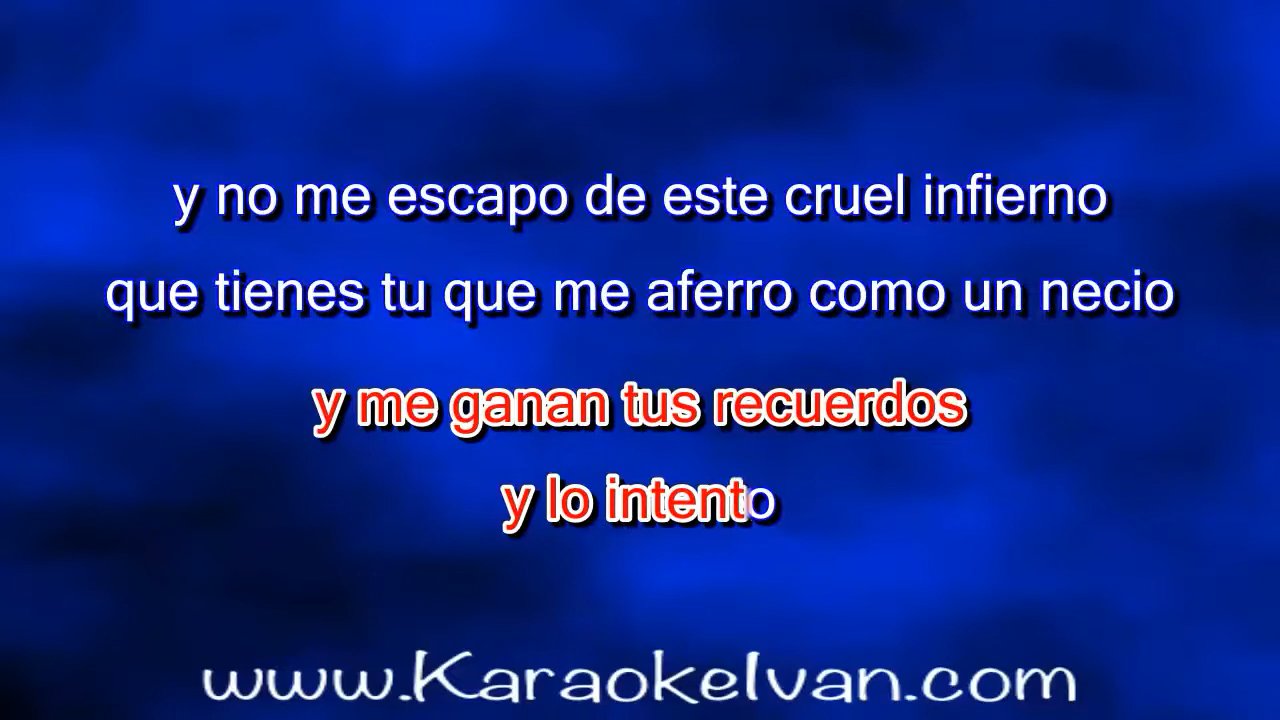 y no me escapo de este cruel infierno
que tienes tu que me aferro como un necio
y me ganan tus recuerdos
y lo intento
www.KaraokeIvan.com